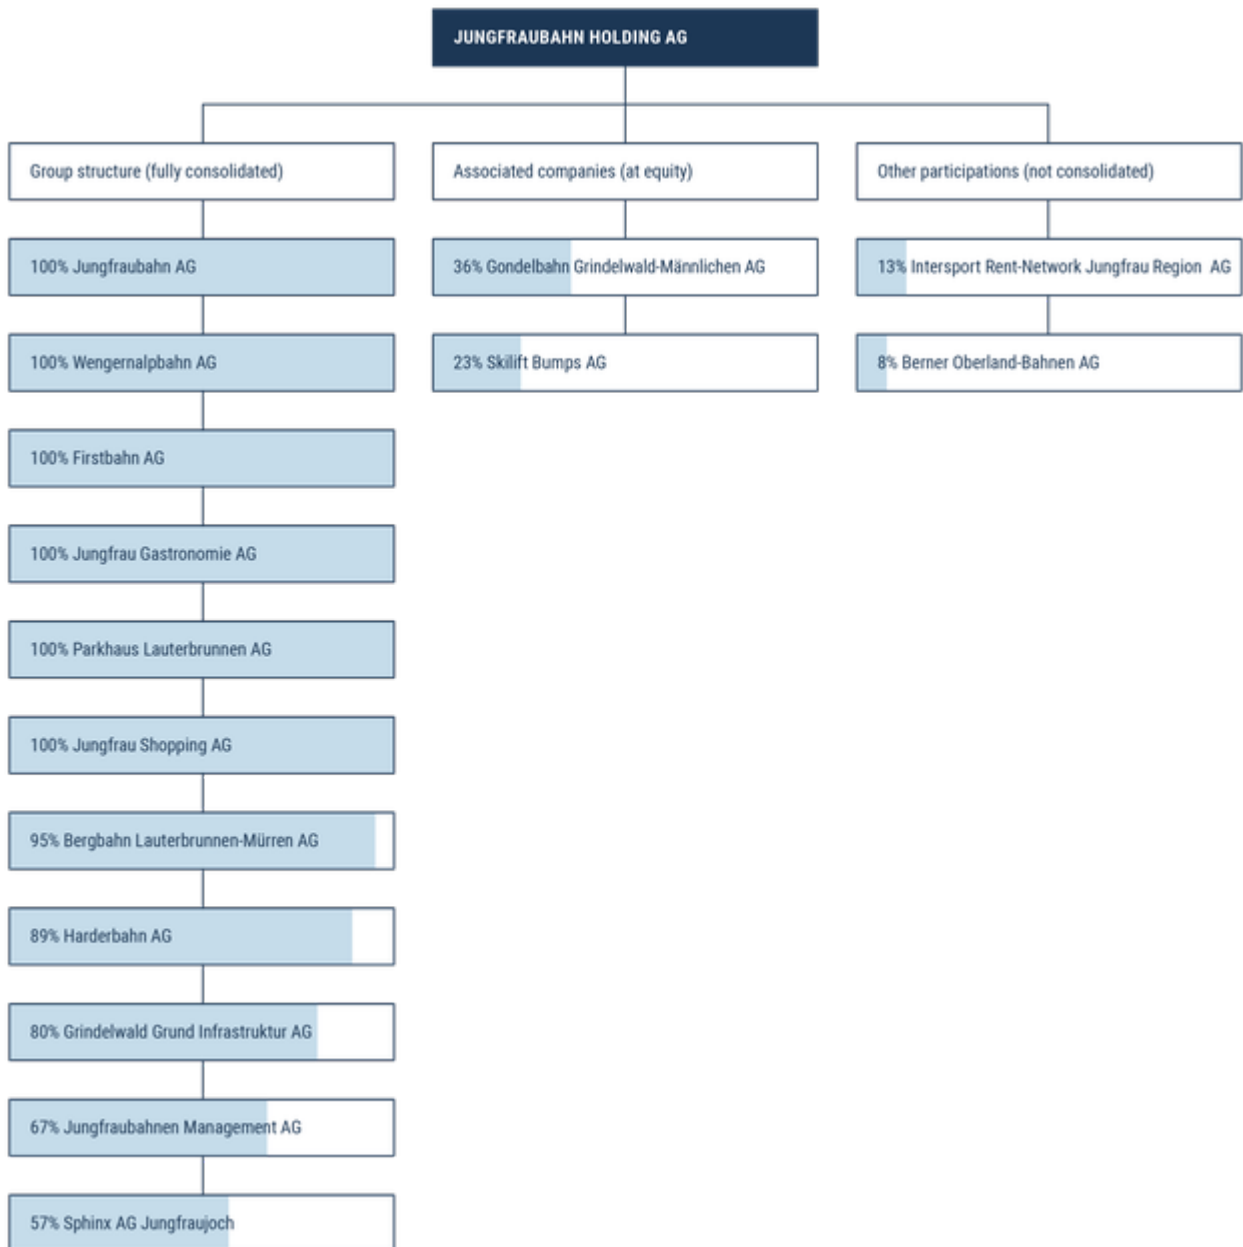 JUNGFRAUBAHN HOLDING AG
Group structure (fully consolidated)
100% Jungfraubahn AG
100% Wengernalpbahn AG
100% Firstbahn AG
100% Jungfrau Gastronomie AG
100% Parkhaus Lauterbrunnen AG
100% Jungfrau Shopping AG
95% Bergbahn Lauterbrunnen-Mürren AG
89% Harderbahn AG
80% Grindelwald Grund Infrastruktur AG
67% Jungfraubahnen Management AG
57% Sphinx AG Jungfraujoch
Associated companies (at equity)
36% Gondelbahn Grindelwald-Männlichen AG
23% Skilift Bumps AG
Other participations (not consolidated)
13% Intersport Rent-Network Jungfrau Region AG
8% Berner Oberland-Bahnen AG